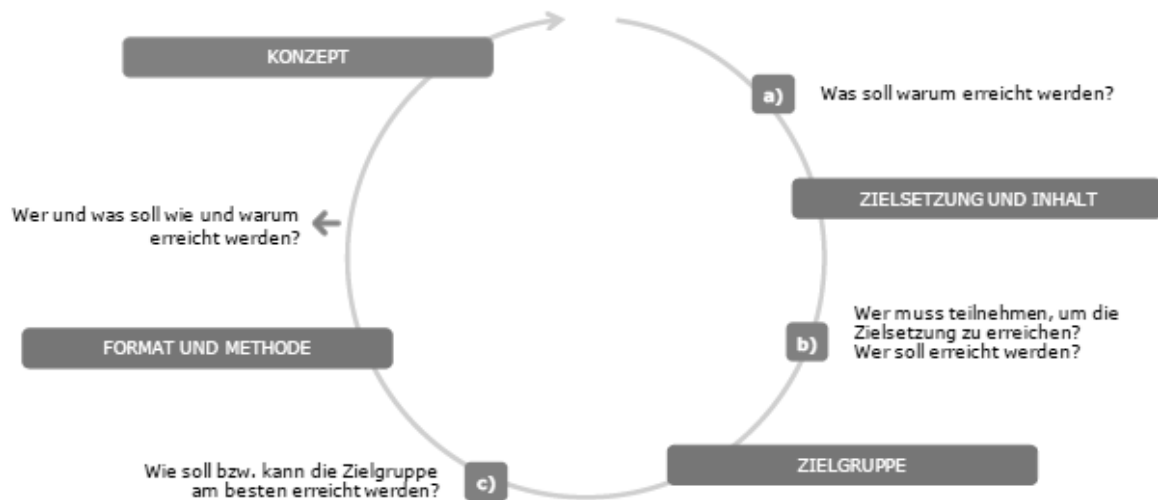 a)
Was soll warum erreicht werden?
ZIELSETZUNG UND INHALT
b)
Wer muss teilnehmen, um die
Zielsetzung zu erreichen?
Wer soll erreicht werden?
ZIELGRUPPE
c)
Wie soll bzw. kann die Zielgruppe
am besten erreicht werden?
FORMAT UND METHODE
Wer und was soll wie und warum
erreicht werden?
KONZEPT